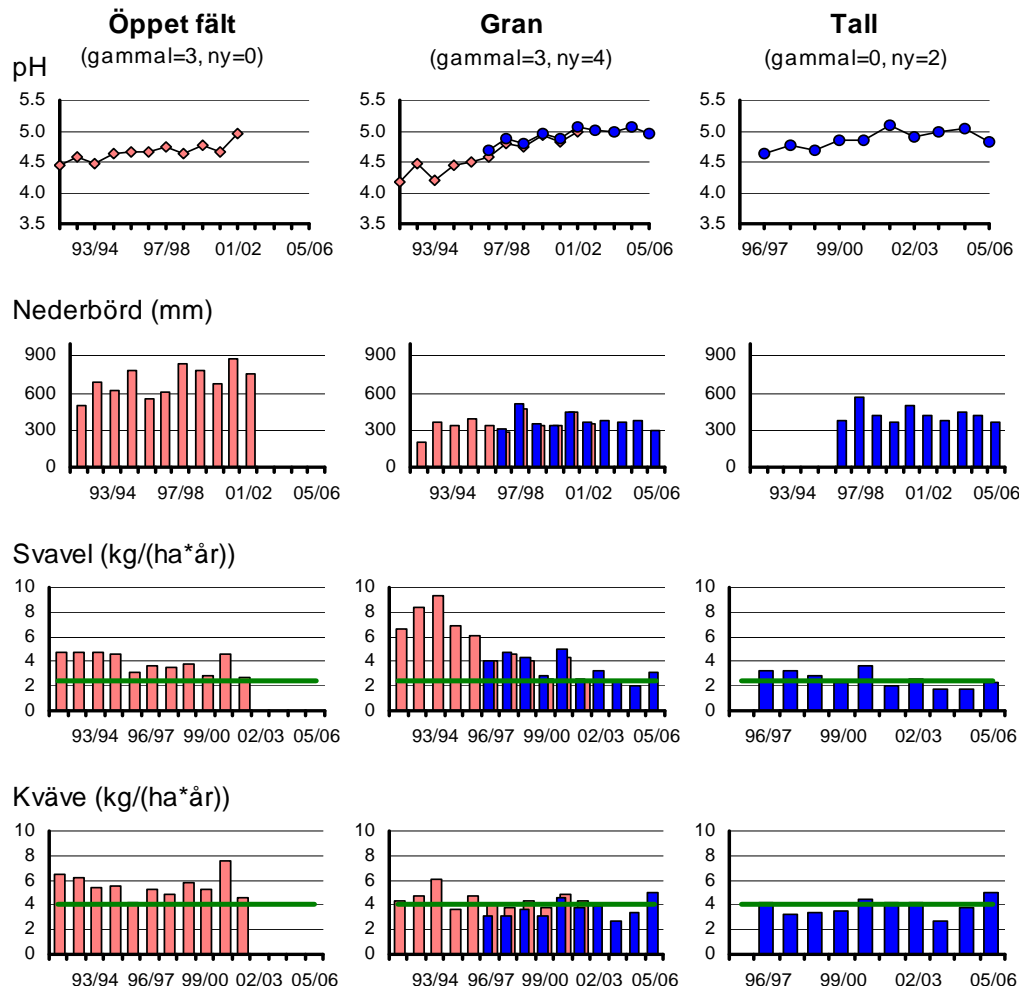 Öppet fält Gran Tall
(gammal=3, ny=0) (gammal=3, ny=4) (gammal=0, ny=2)
pH
5.5 5.5 5.5
5.0 5.0 5.0
4.5 4.5 4.5
4.0 4.0 4.0
3.5 3.5 3.5
93/94 97/98 01/02 05/06 93/94 97/98 01/02 05/06 96/97 99/00 02/03 05/06
Nederbörd (mm)
900 900 900
600 600 600
300 300 300
0 0 0
93/94 97/98 01/02 05/06 93/94 97/98 01/02 05/06 93/94 97/98 01/02 05/06
Svavel (kg/(ha*år))
10 10 10
8 8 8
6 6 6
4 4 4
2 2 2
0 0 0
93/94 96/97 99/00 02/03 05/06 93/94 96/97 99/00 02/03 05/06 96/97 99/00 02/03 05/06
Kväve (kg/(ha*år))
10 10 10
8 8 8
6 6 6
4 4 4
2 2 2
0 0 0
93/94 96/97 99/00 02/03 05/06 93/94 96/97 99/00 02/03 05/06 96/97 99/00 02/03 05/06